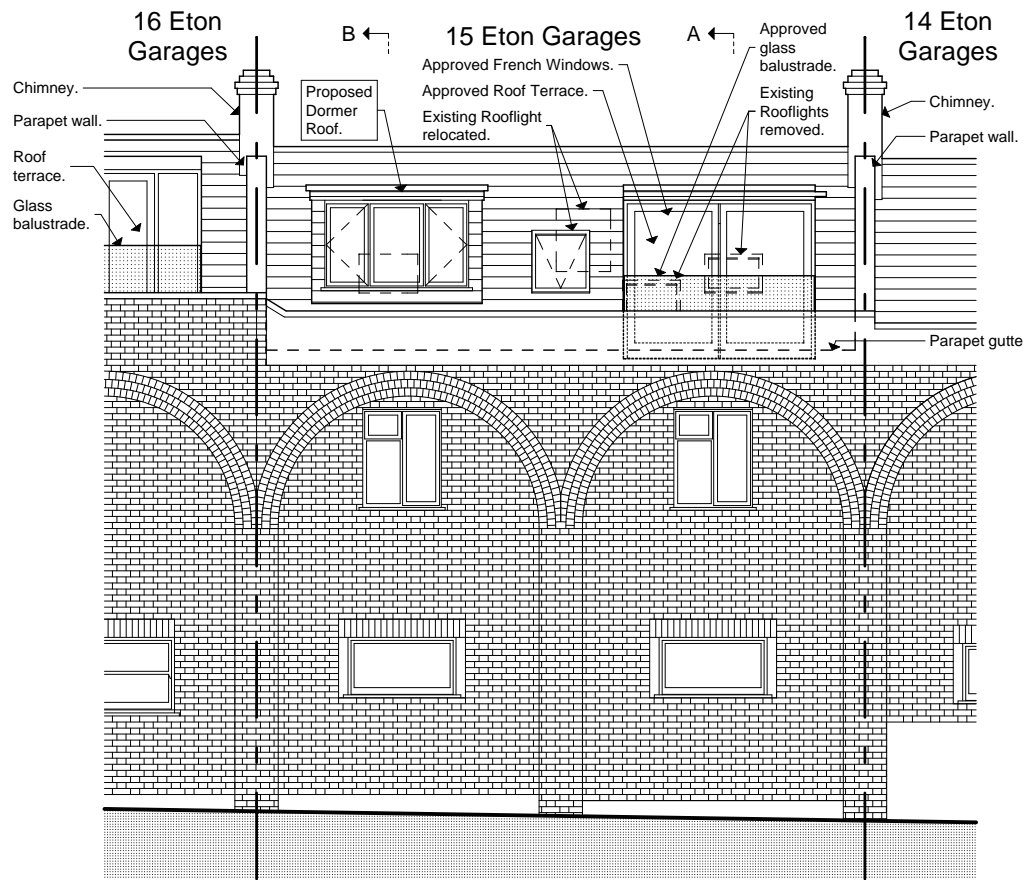 16 Eton
Garages
B
15 Eton Garages
A
Approved
glass
balustrade.
14 Eton
Garages
Chimney.
Parapet wall.
Roof
terrace.
Glass
balustrade.
Proposed
Dormer
Roof.
Approved French Windows.
Approved Roof Terrace.
Existing Rooflight
relocated.
Existing
Rooflights
removed.
Chimney.
Parapet wall.
Parapet gutte